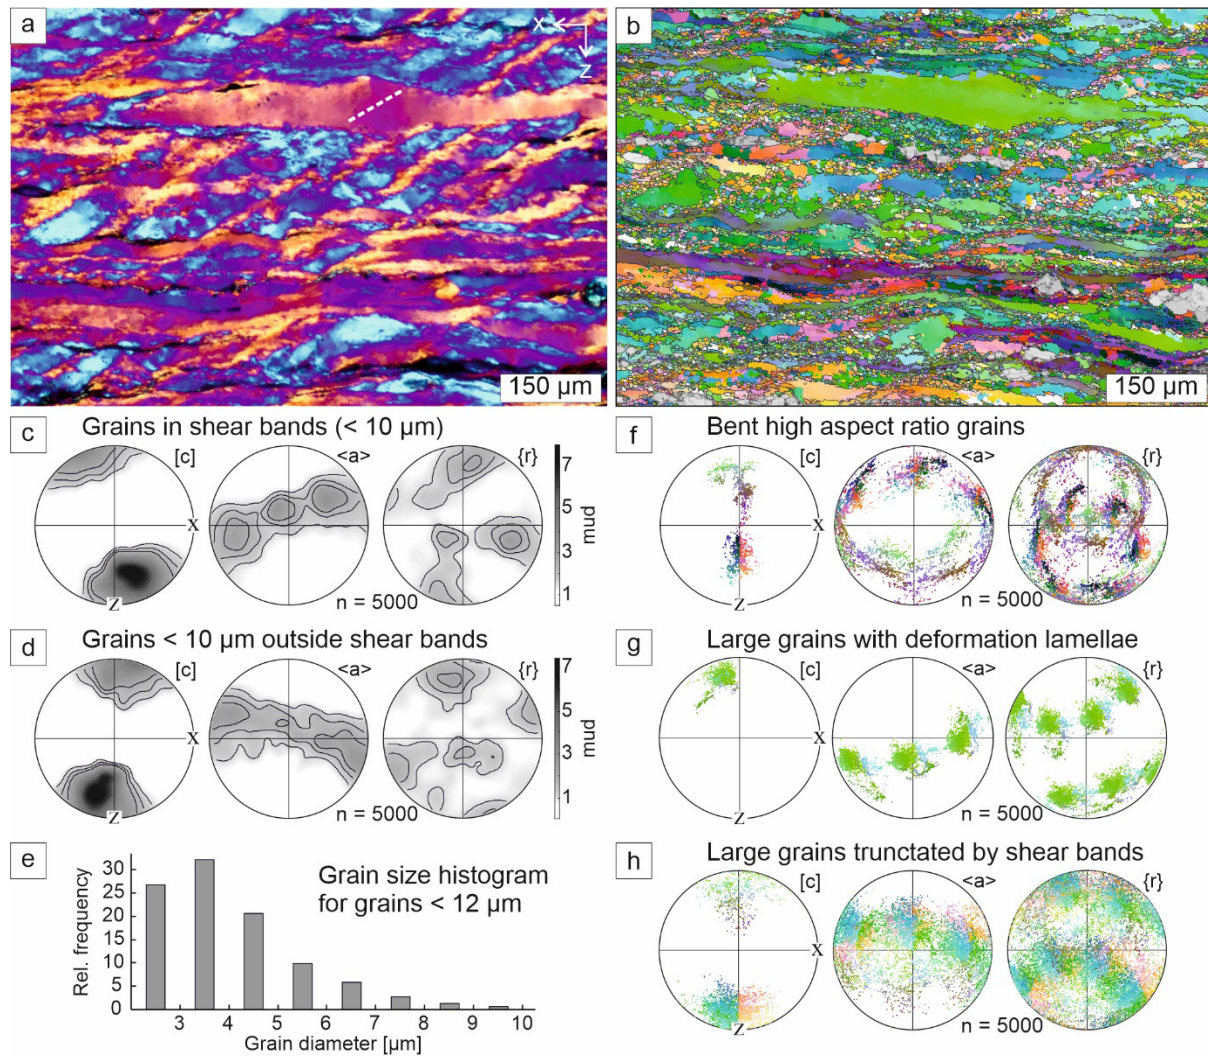 a
X
Z
150 µm
b
150 µm
c
Grains in shear bands (< 10 µm)
[c]
<a>
{r}
X
Z
n = 5000
7
5
3
1
mud
d
Grains < 10 µm outside shear bands
[c]
<a>
{r}
X
Z
n = 5000
7
5
3
1
mud
e
Grain size histogram
for grains < 12 µm
Rel. frequency
30
25
20
15
10
5
0
3 4 5 6 7 8 9 10
Grain diameter [µm]
f
Bent high aspect ratio grains
[c]
<a>
{r}
X
Z
n = 5000
g
Large grains with deformation lamellae
[c]
<a>
{r}
X
Z
n = 5000
h
Large grains trunctated by shear bands
[c]
<a>
{r}
X
Z
n = 5000